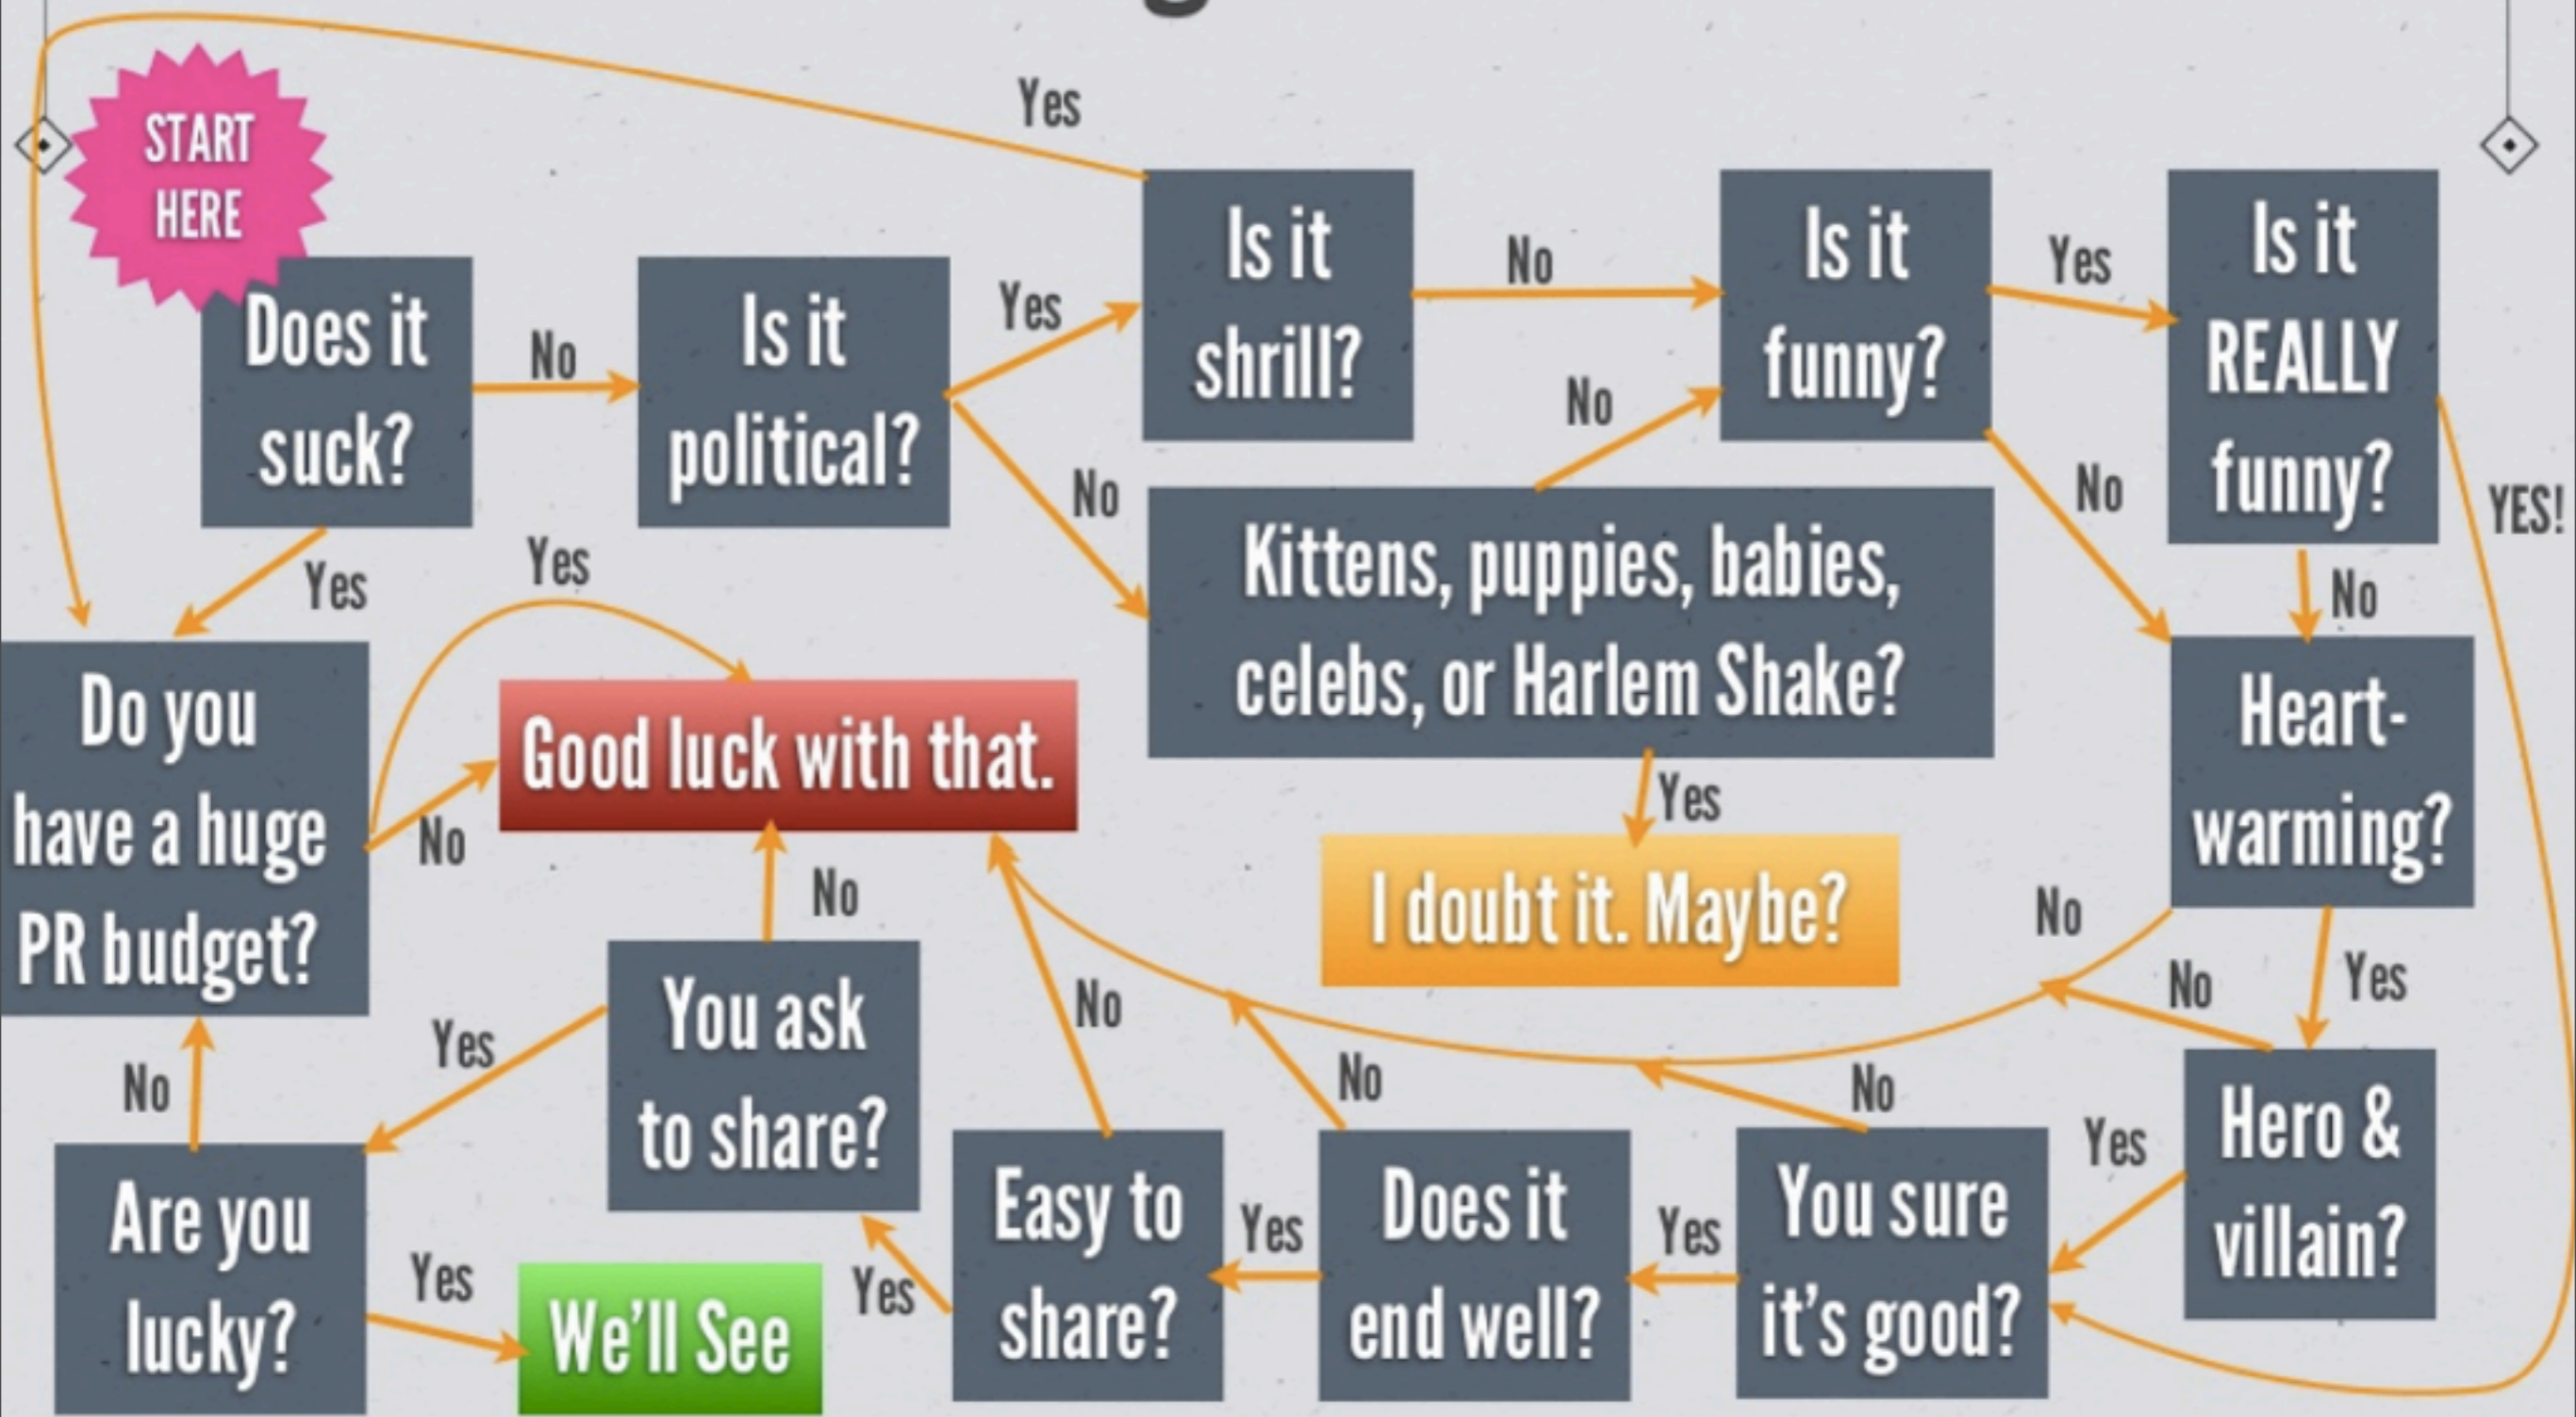 START
HERE
Does it
suck?
No
Yes
Is it
political?
Yes
No
Yes
Is it
shrill?
No
Is it
funny?
Yes
No
Is it
REALLY
funny?
YES!
No
Kittens, puppies, babies,
celebs, or Harlem Shake?
No
Yes
I doubt it. Maybe?
Heart-
warming?
No
Yes
Hero &
villain?
No
Yes
You sure
it's good?
No
Yes
Does it
end well?
No
Yes
Easy to
share?
No
Yes
You ask
to share?
No
Yes
Do you
have a huge
PR budget?
Yes
No
Good luck with that.
Are you
lucky?
No
Yes
We'll See